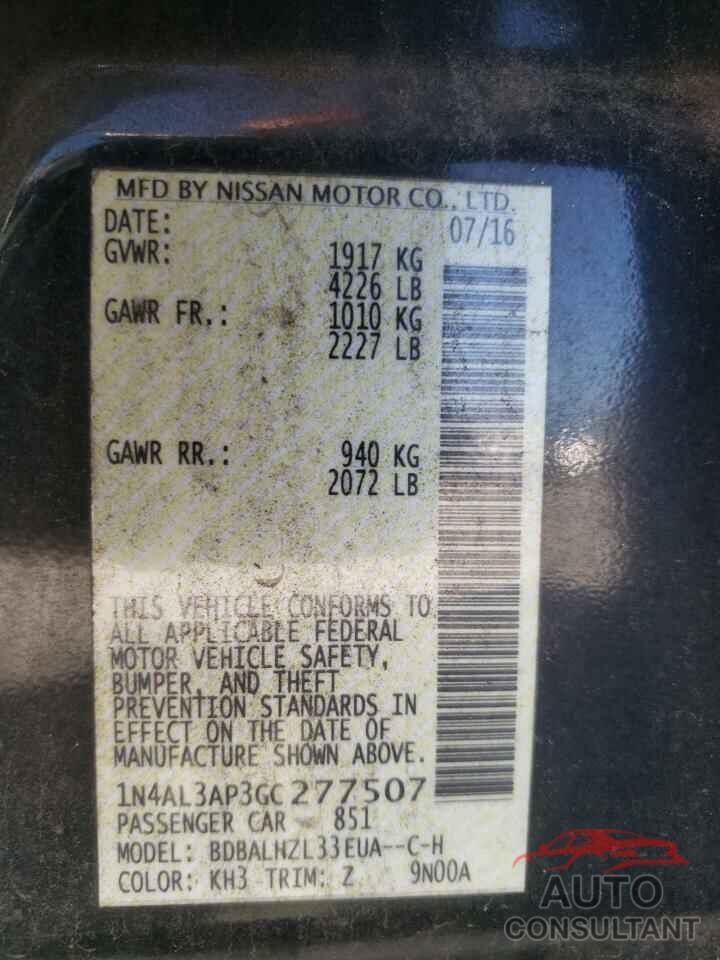 MFD BY NISSAN MOTOR CO., LTD.
DATE: 07/16
GVWR: 1917 KG
4226 LB
GAWR FR.: 1010 KG
2227 LB
GAWR RR.: 940 KG
2072 LB
THIS VEHICLE CONFORMS TO
ALL APPLICABLE FEDERAL
MOTOR VEHICLE SAFETY,
BUMPER, AND THEFT
PREVENTION STANDARDS IN
EFFECT ON THE DATE OF
MANUFACTURE SHOWN ABOVE.
1N4AL3AP3GC277507
PASSENGER CAR 851
MODEL: BDBALHZL33EUA--C-H
COLOR: KH3 TRIM: Z 9N00A
AUTO
CONSULTANT